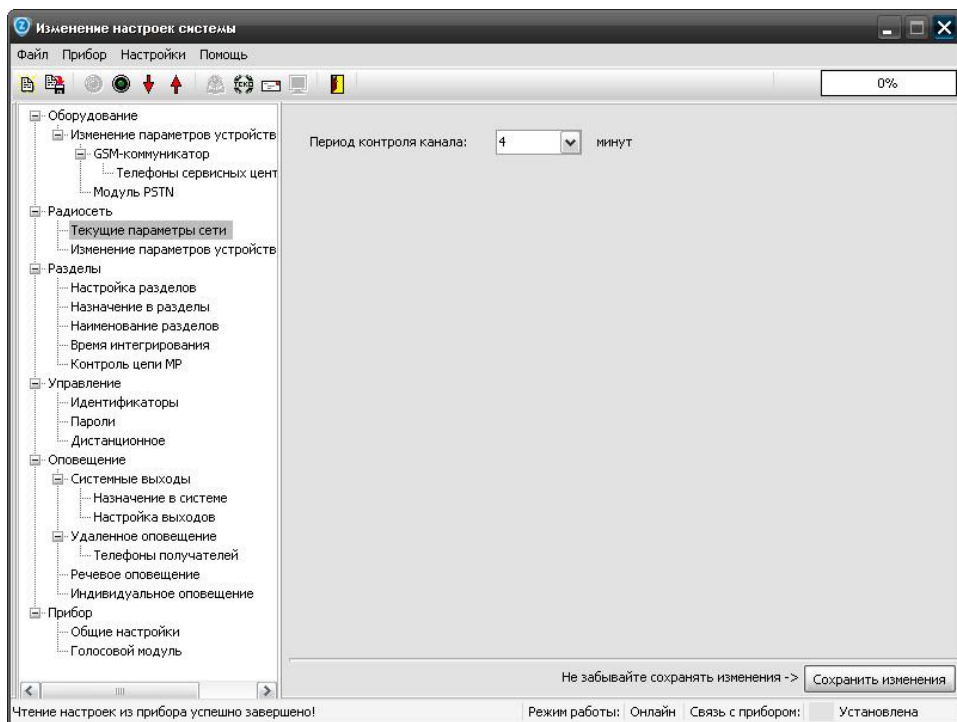 Изменение настроек системы
Файл Прибор Настройки Помощь
0%
Оборудование
Изменение параметров устройств
GSM-коммуникатор
Телефоны сервисных цент
Модуль PSTN
Радиосеть
Текущие параметры сети
Изменение параметров устройств
Разделы
Настройка разделов
Назначение в разделы
Наименование разделов
Время интегрирования
Контроль цепи МР
Управление
Идентификаторы
Пароли
Дистанционное
Оповещение
Системные выходы
Назначение в системе
Настройка выходов
Удаленное оповещение
Телефоны получателей
Речевое оповещение
Индивидуальное оповещение
Прибор
Общие настройки
Голосовой модуль
Период контроля канала: 4 минут
Не забывайте сохранять изменения -> Сохранить изменения
Чтение настроек из прибора успешно завершено! Режим работы: Онлайн Связь с прибором: Установлена